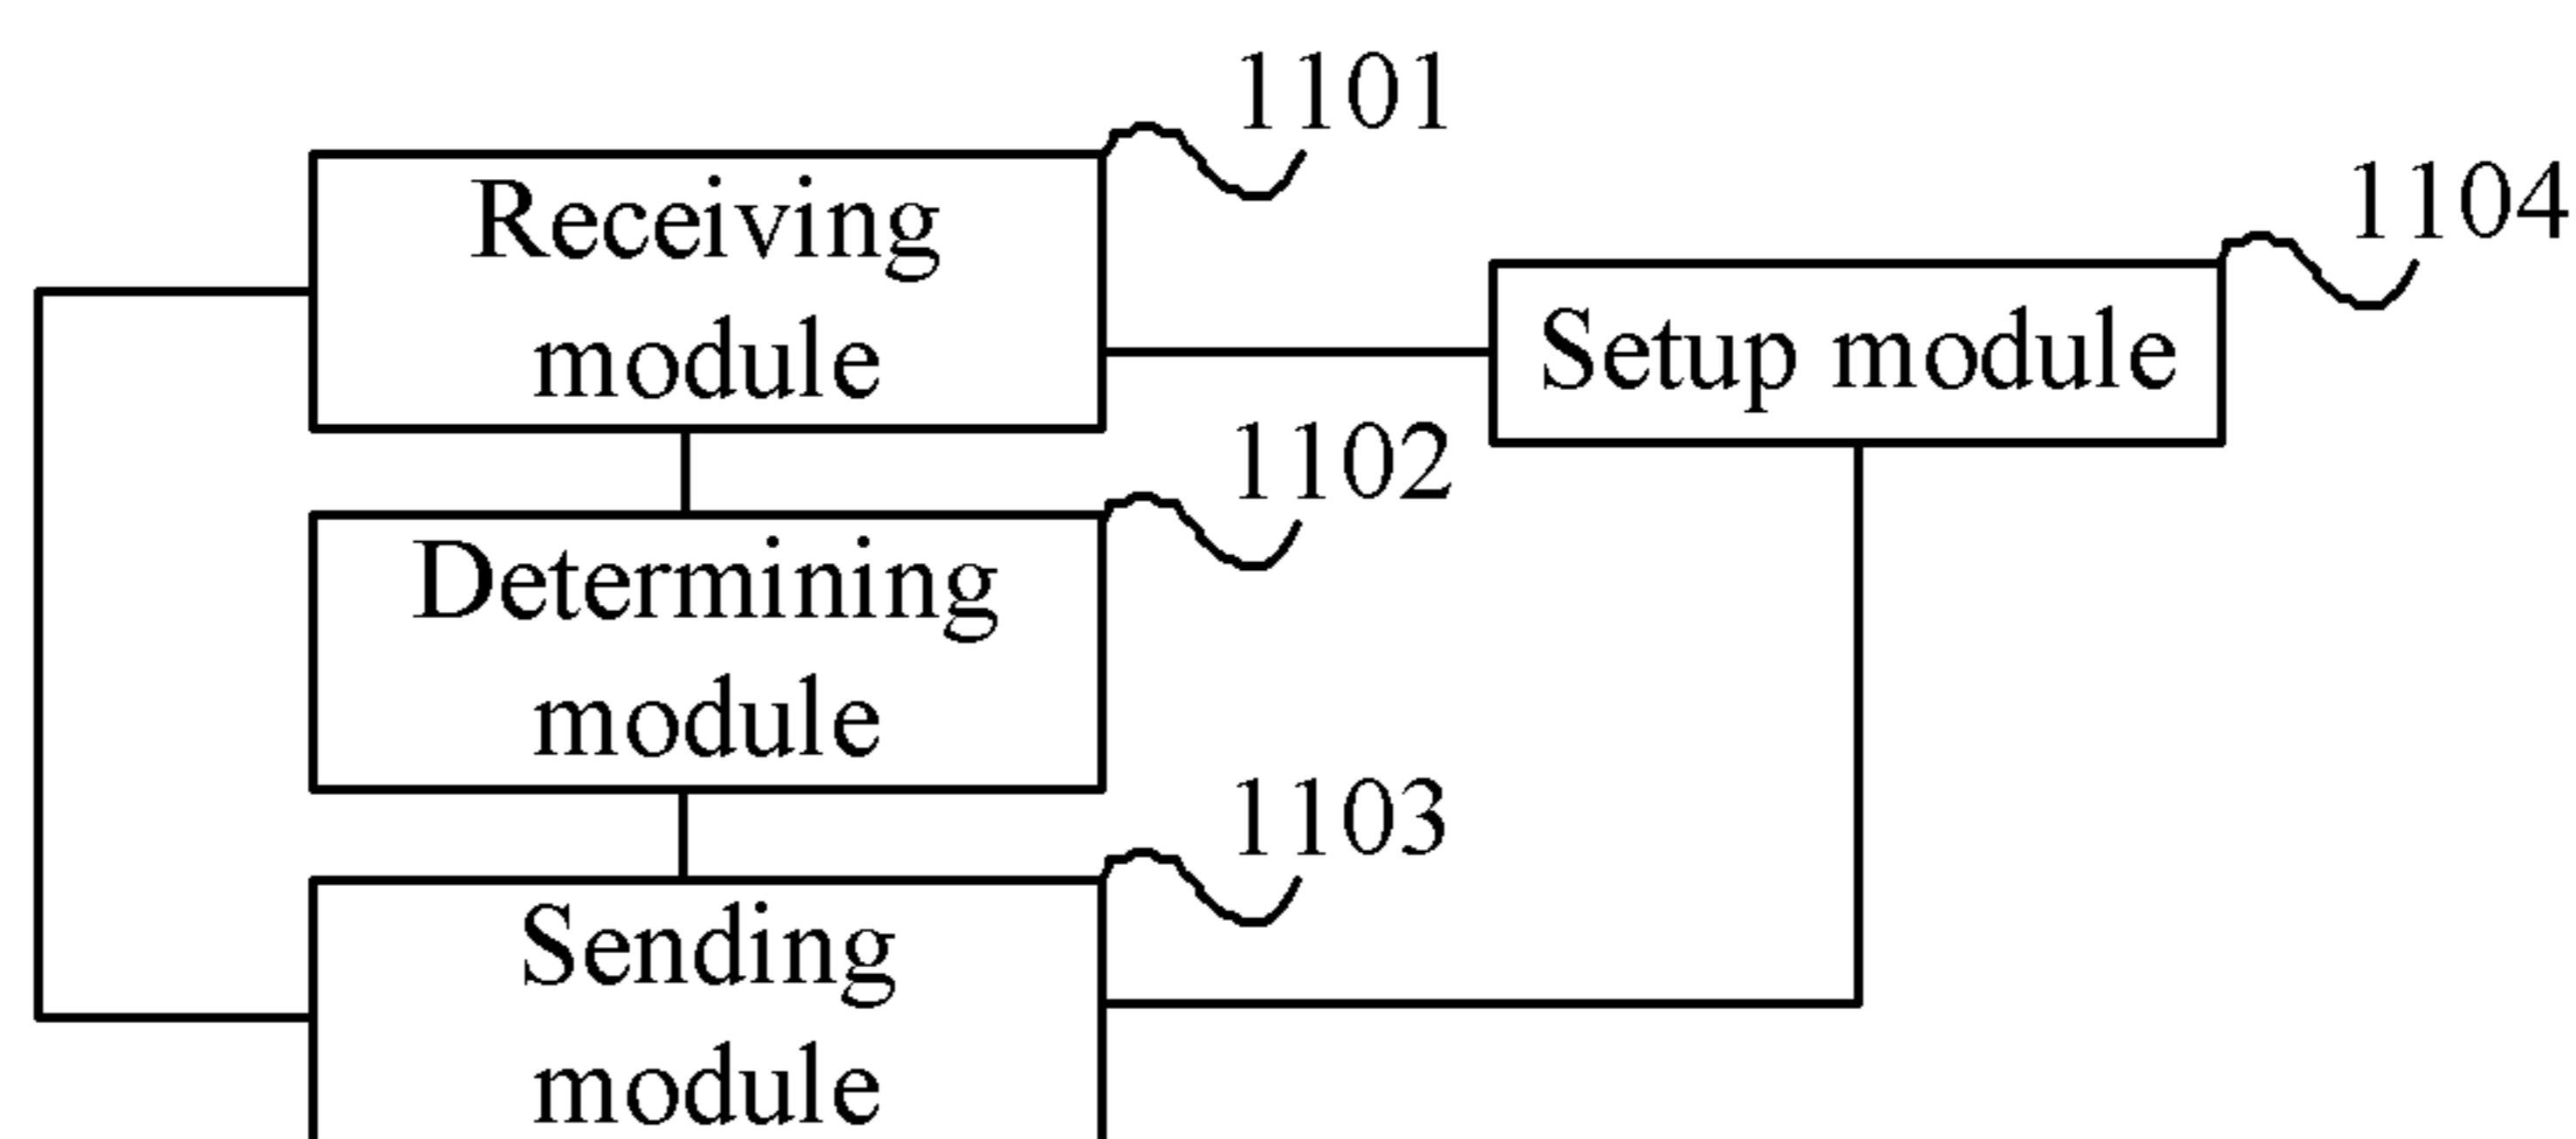 1101
Receiving
module
1104
Setup module
1102
Determining
module
1103
Sending
module